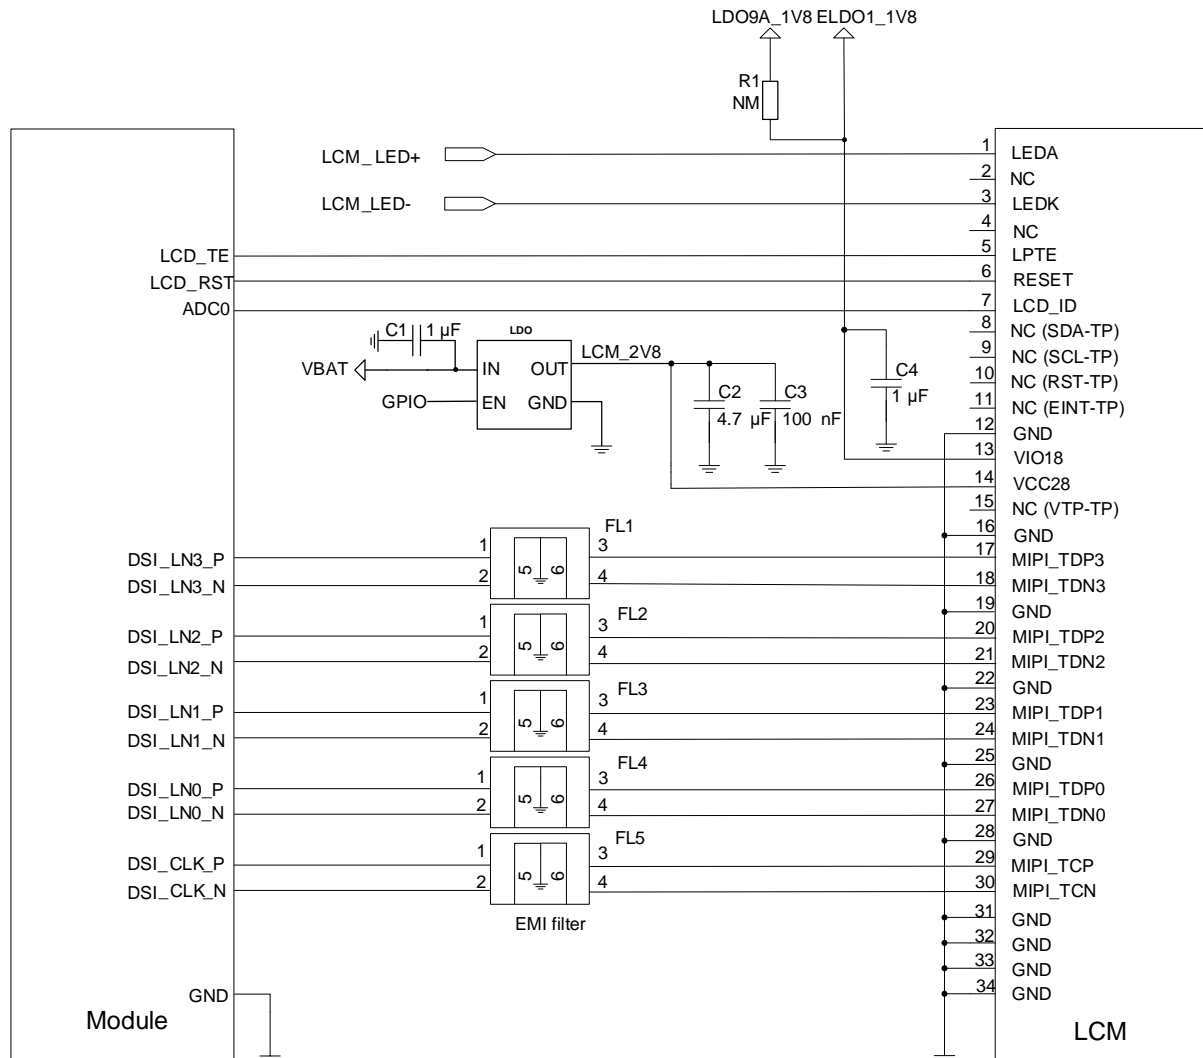 LDO9A_1V8 ELDO1_1V8
R1
NM
LCM_LED+
LCM_LED-
LCD_TE
LCD_RST
ADC0
C1 1 µF
LDO
VBAT
IN
OUT
LCM_2V8
GPIO
EN
GND
C2
4.7 µF
C3
100 nF
C4
1 µF
1 LEDA
2 NC
3 LEDK
4 NC
5 LPTE
6 RESET
7 LCD_ID
8 NC (SDA-TP)
9 NC (SCL-TP)
10 NC (RST-TP)
11 NC (EINT-TP)
12 GND
13 VIO18
14 VCC28
15 NC (VTP-TP)
16 GND
FL1
DSI_LN3_P 1 3 17 MIPI_TDP3
5 6
DSI_LN3_N 2 4 18 MIPI_TDN3
19 GND
FL2
DSI_LN2_P 1 3 20 MIPI_TDP2
5 6
DSI_LN2_N 2 4 21 MIPI_TDN2
22 GND
FL3
DSI_LN1_P 1 3 23 MIPI_TDP1
5 6
DSI_LN1_N 2 4 24 MIPI_TDN1
25 GND
FL4
DSI_LN0_P 1 3 26 MIPI_TDP0
5 6
DSI_LN0_N 2 4 27 MIPI_TDN0
28 GND
FL5
DSI_CLK_P 1 3 29 MIPI_TCP
5 6
DSI_CLK_N 2 4 30 MIPI_TCN
EMI filter
31 GND
32 GND
33 GND
34 GND
GND
Module
LCM